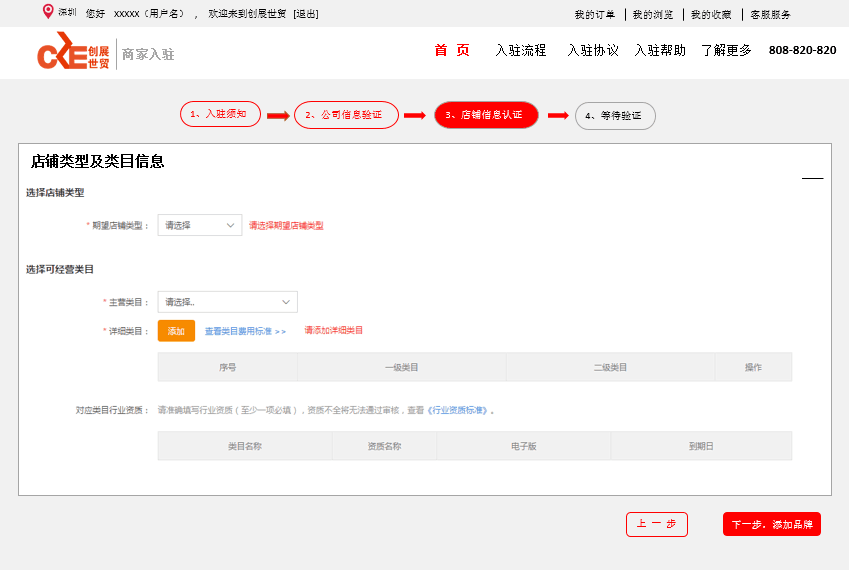 深圳 您好 xxxxx（用户名） ， 欢迎来到创展世贸 [退出] 我的订单 我的浏览 我的收藏 客服服务
CKE 创展世贸 商家入驻 首 页 入驻流程 入驻协议 入驻帮助 了解更多 808-820-820
1、入驻须知 2、公司信息验证 3、店铺信息认证 4、等待验证
店铺类型及类目信息
选择店铺类型
* 期望店铺类型： 请选择 请选择期望店铺类型
选择可经营类目
* 主营类目： 请选择..
* 详细类目： 添加 查看类目费用标准 >> 请添加详细类目
序号 一级类目 二级类目 操作
对应类目行业资质： 请准确填写行业资质（至少一项必填），资质不全将无法通过审核，查看《行业资质标准》。
类目名称 资质名称 电子版 到期日
上 一 步 下一步，添加品牌